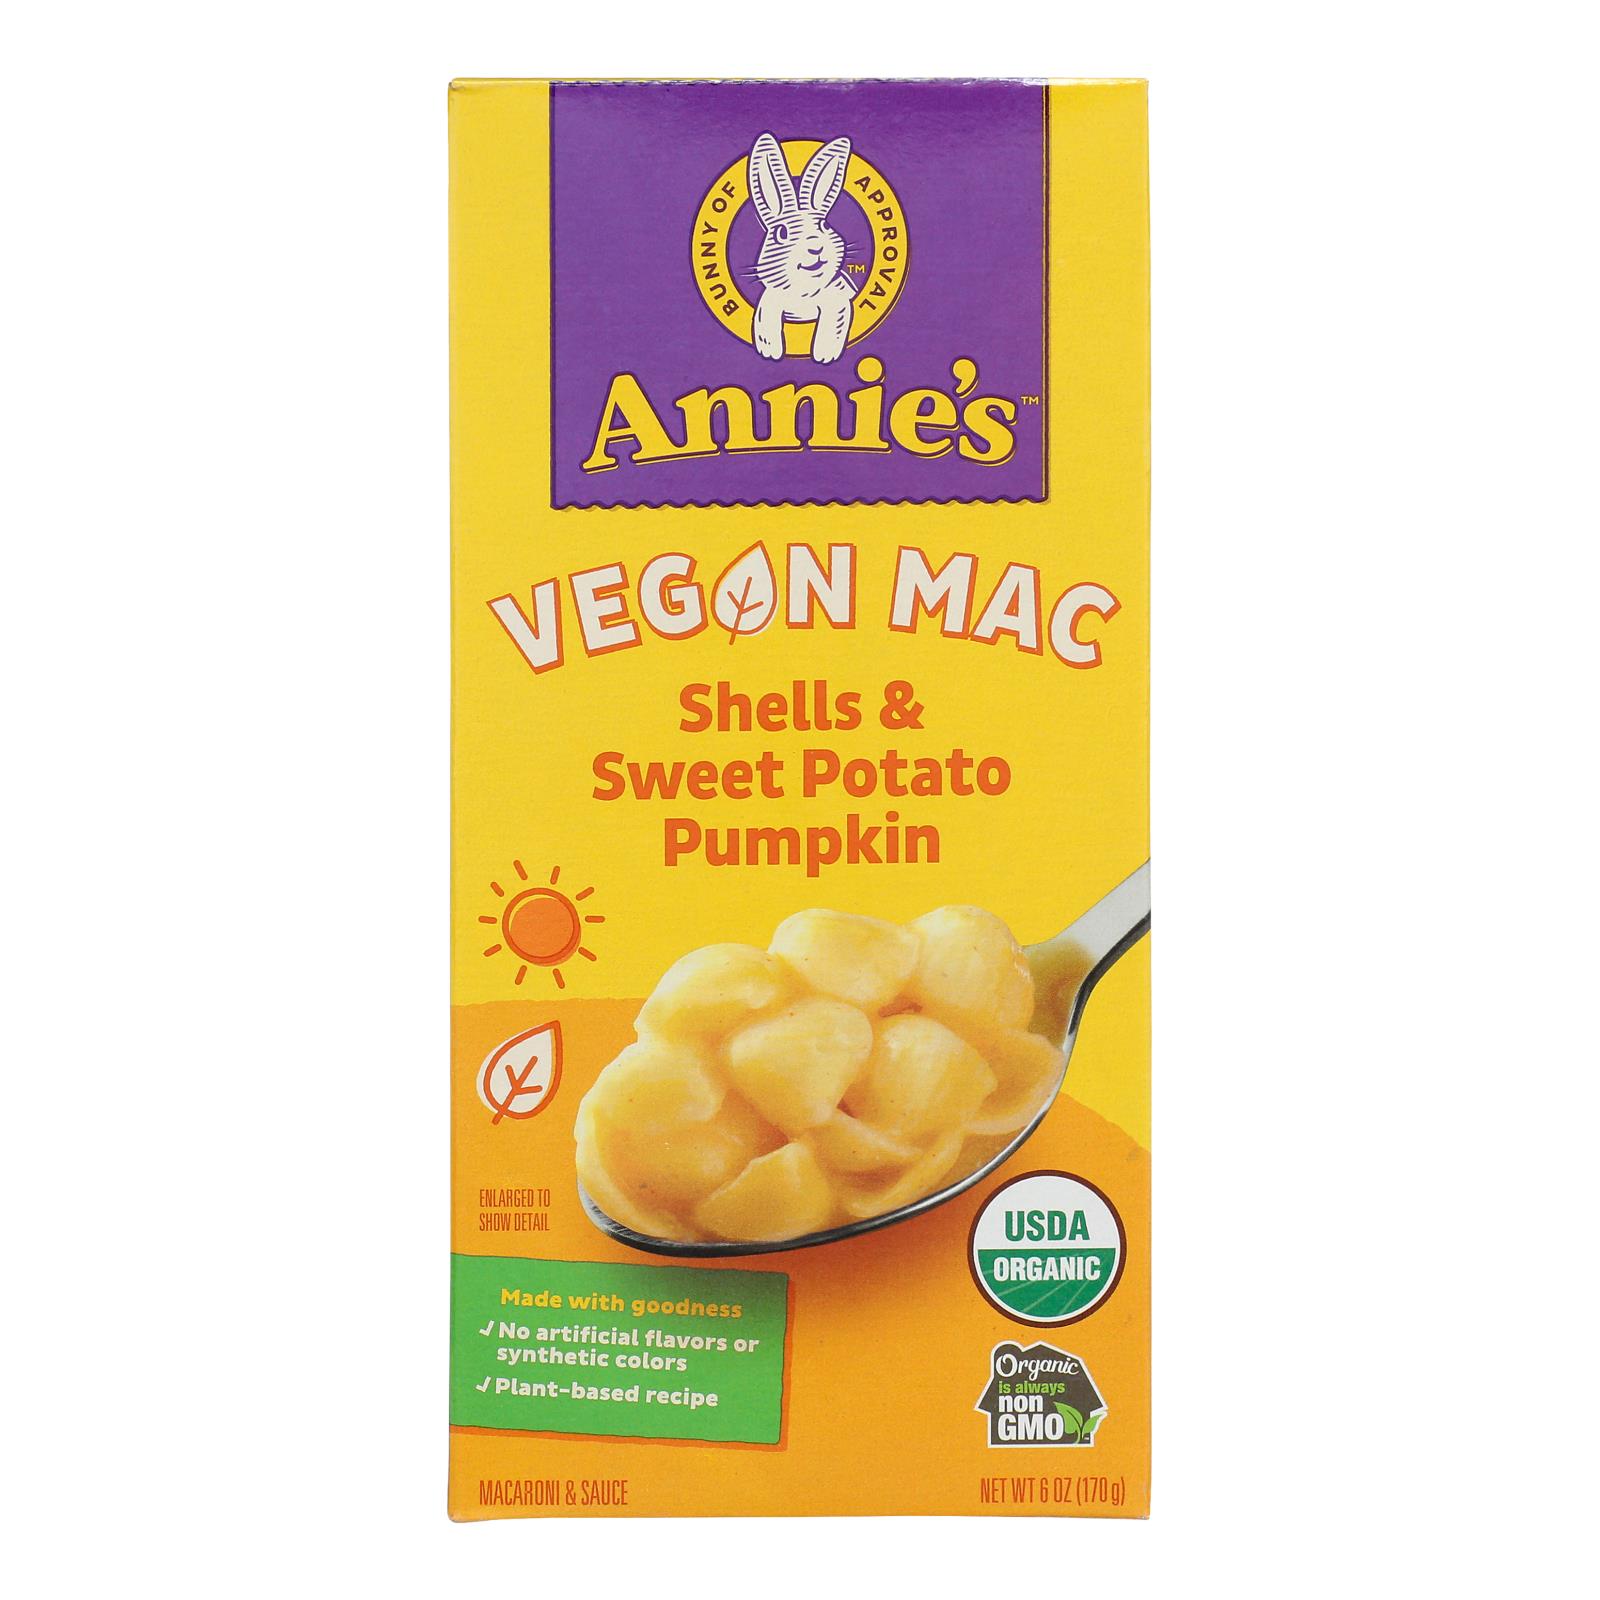 BUNNY OF APPROVAL
TM
Annie's TM
VEGAN MAC
Shells &
Sweet Potato
Pumpkin
ENLARGED TO
SHOW DETAIL
Made with goodness
✓No artificial flavors or
synthetic colors
✓Plant-based recipe
USDA
ORGANIC
Organic
is always
non
GMO
MACARONI & SAUCE
NET WT 6 OZ (170 g)